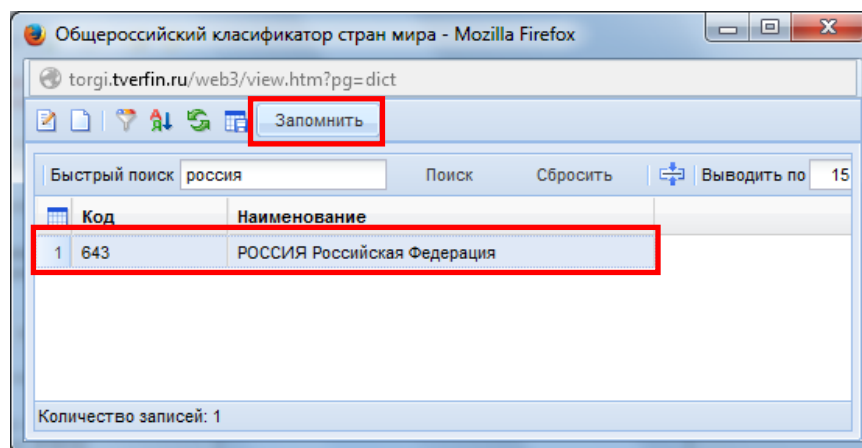 Общероссийский класификатор стран мира - Mozilla Firefox
torgi.tverfin.ru/web3/view.htm?pg=dict
Запомнить
Быстрый поиск россия Поиск Сбросить Выводить по 15
Код Наименование
1 643 РОССИЯ Российская Федерация
Количество записей: 1